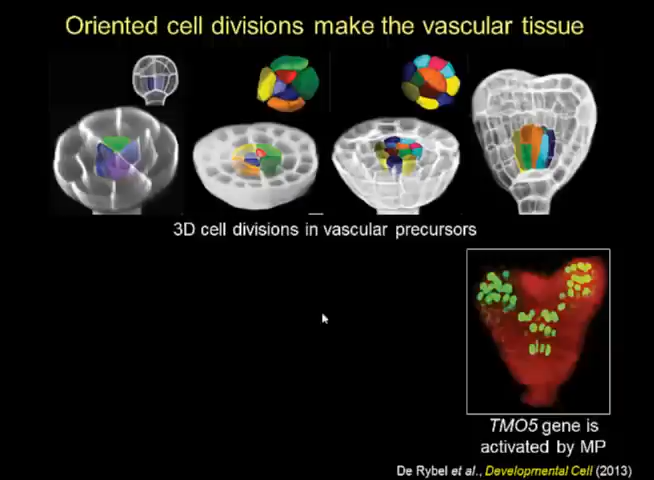 Oriented cell divisions make the vascular tissue
3D cell divisions in vascular precursors
TMO5 gene is
activated by MP
De Rybel et al., Developmental Cell (2013)